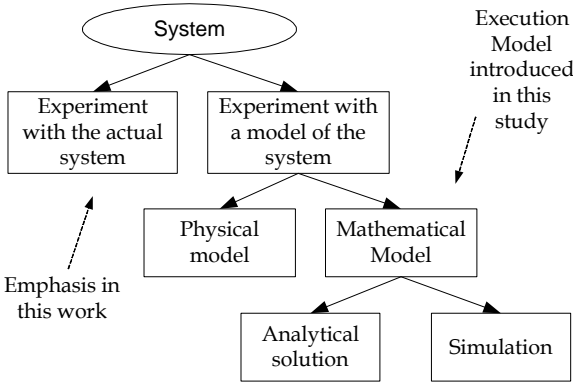 System
Execution
Model
introduced
in this
study
Experiment
with the actual
system
Experiment with
a model of the
system
Physical
model
Mathematical
Model
Emphasis in
this work
Analytical
solution
Simulation